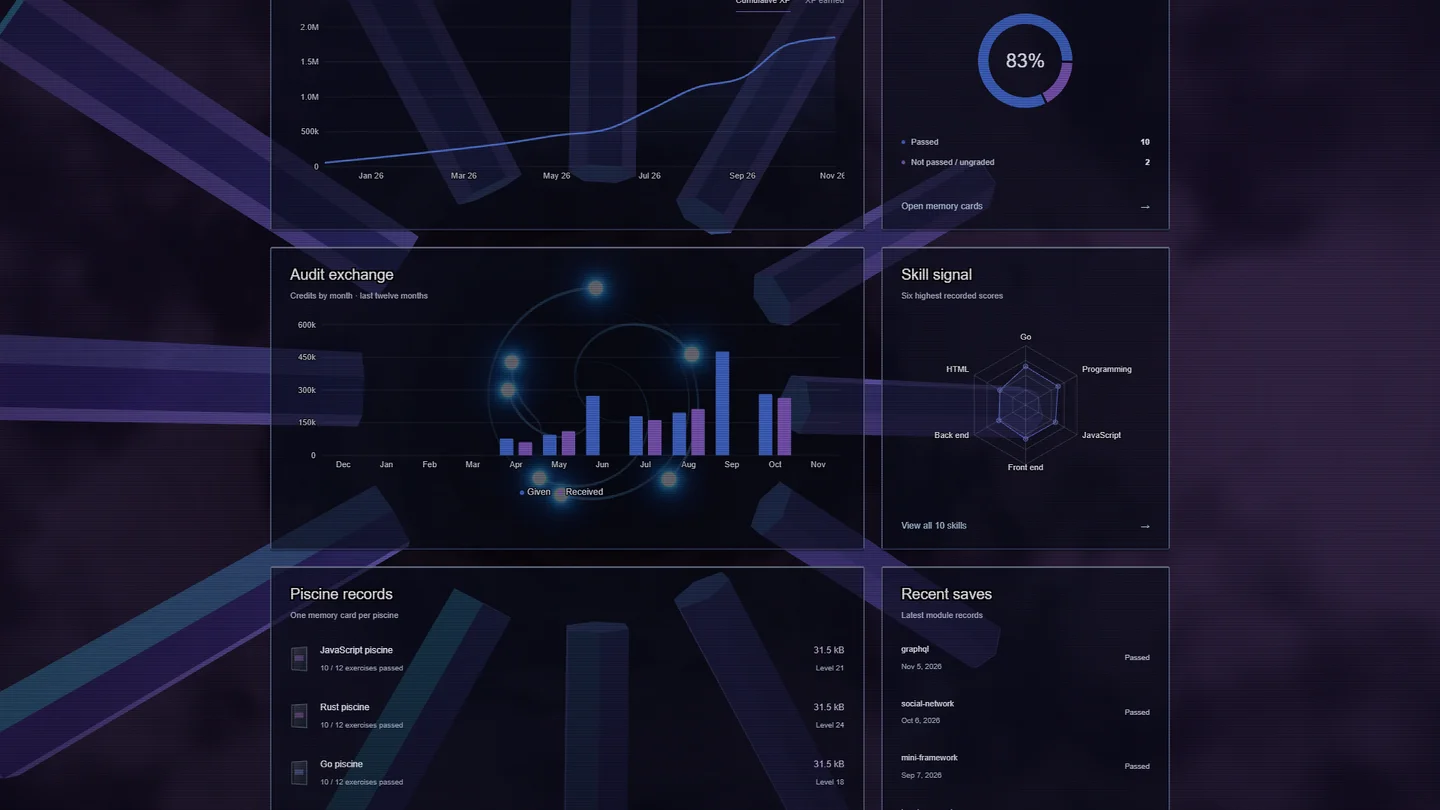 Cumulative XP XP earned
2.0M
1.5M
1.0M
500k
0
Jan 26 Mar 26 May 26 Jul 26 Sep 26 Nov 26
83%
Passed 10
Not passed / ungraded 2
Open memory cards →
Audit exchange
Credits by month · last twelve months
600k
450k
300k
150k
0
Dec Jan Feb Mar Apr May Jun Jul Aug Sep Oct Nov
Given Received
Skill signal
Six highest recorded scores
Go
HTML Programming
Back end JavaScript
Front end
View all 10 skills →
Piscine records
One memory card per piscine
JavaScript piscine 31.5 kB
10 / 12 exercises passed Level 21
Rust piscine 31.5 kB
10 / 12 exercises passed Level 24
Go piscine 31.5 kB
10 / 12 exercises passed Level 18
Recent saves
Latest module records
graphql
Nov 5, 2026 Passed
social-network
Oct 6, 2026 Passed
mini-framework
Sep 7, 2026 Passed